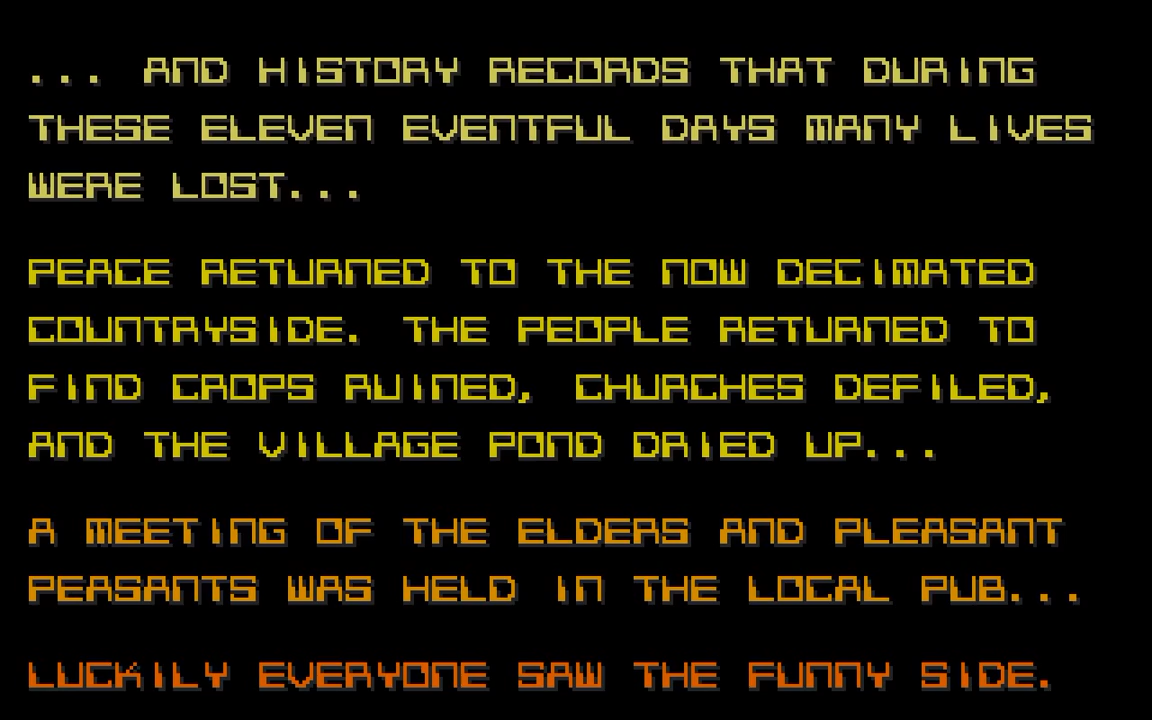 ... AND HISTORY RECORDS THAT DURING
THESE ELEVEN EVENTFUL DAYS MANY LIVES
WERE LOST...
PEACE RETURNED TO THE NOW DECIMATED
COUNTRYSIDE. THE PEOPLE RETURNED TO
FIND CROPS RUINED, CHURCHES DEFILED,
AND THE VILLAGE POND DRIED UP...
A MEETING OF THE ELDERS AND PLEASANT
PEASANTS WAS HELD IN THE LOCAL PUB...
LUCKILY EVERYONE SAW THE FUNNY SIDE.